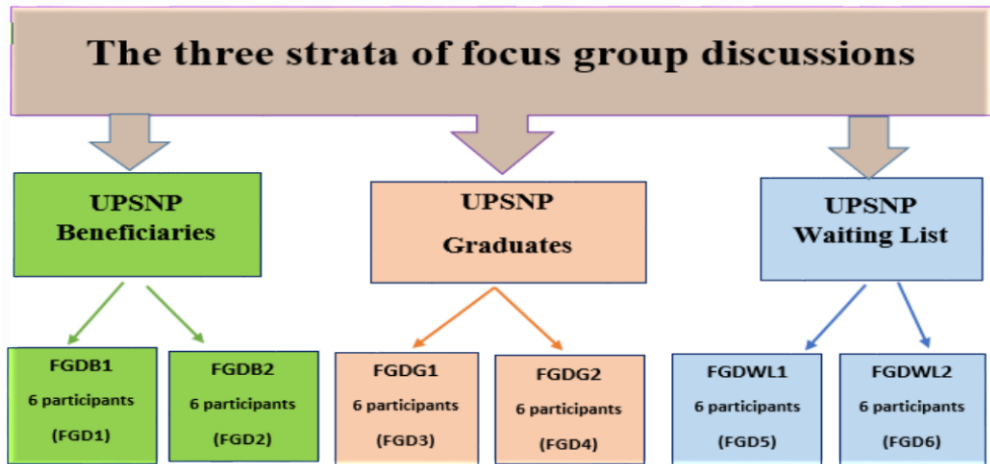 The three strata of focus group discussions
UPSNP
Beneficiaries
UPSNP
Graduates
UPSNP
Waiting List
FGDB1
6 participants
(FGD1)
FGDB2
6 participants
(FGD2)
FGDG1
6 participants
(FGD3)
FGDG2
6 participants
(FGD4)
FGDWL1
6 participants
(FGD5)
FGDWL2
6 participants
(FGD6)